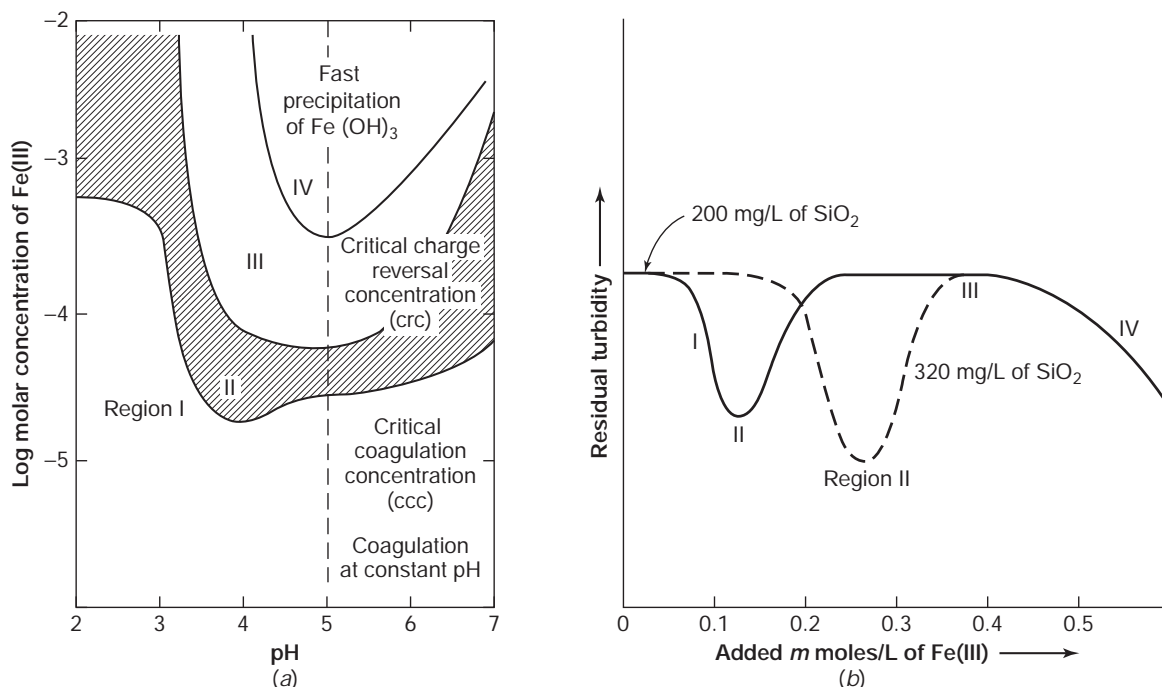 −2
−3
−4
−5
Log molar concentration of Fe(III)
Fast
precipitation
of Fe (OH)3
IV
III
Critical charge
reversal
concentration
(crc)
II
Region I
Critical
coagulation
concentration
(ccc)
Coagulation
at constant pH
2 3 4 5 6 7
pH
(a)
Residual turbidity
200 mg/L of SiO2
III
I
IV
320 mg/L of SiO2
II
Region II
0 0.1 0.2 0.3 0.4 0.5
Added m moles/L of Fe(III)
(b)